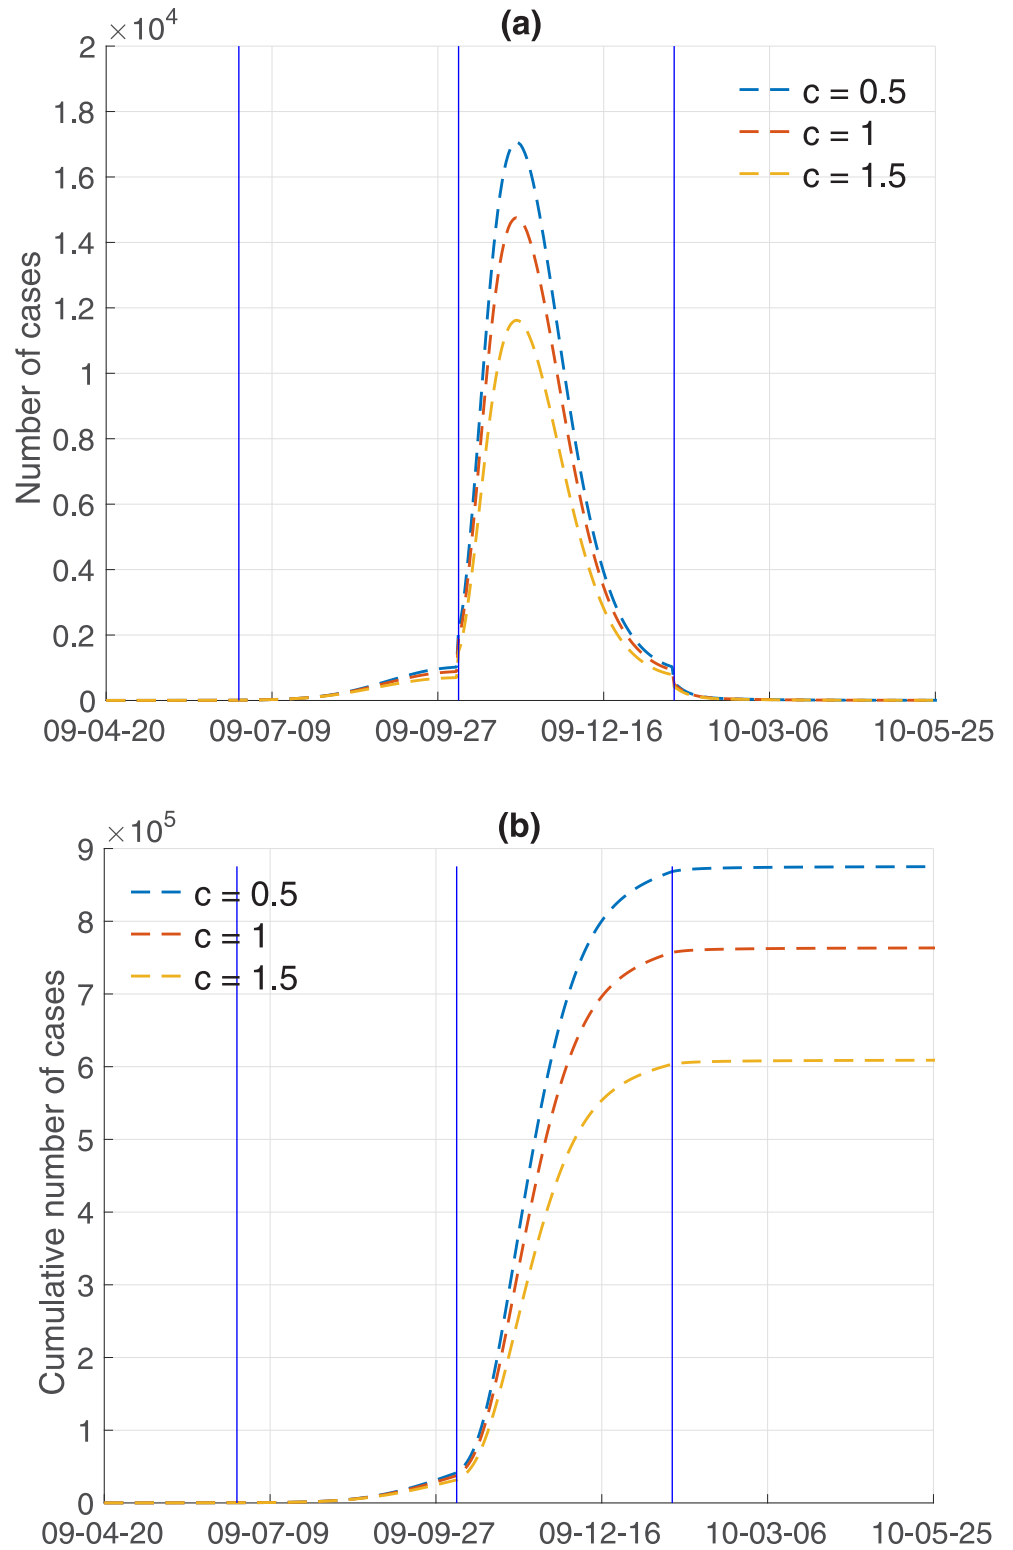 (a)
×10^4
2
1.8
1.6
1.4
1.2
1
0.8
0.6
0.4
0.2
0
Number of cases
c = 0.5
c = 1
c = 1.5
09-04-20 09-07-09 09-09-27 09-12-16 10-03-06 10-05-25
(b)
×10^5
9
8
7
6
5
4
3
2
1
0
Cumulative number of cases
c = 0.5
c = 1
c = 1.5
09-04-20 09-07-09 09-09-27 09-12-16 10-03-06 10-05-25